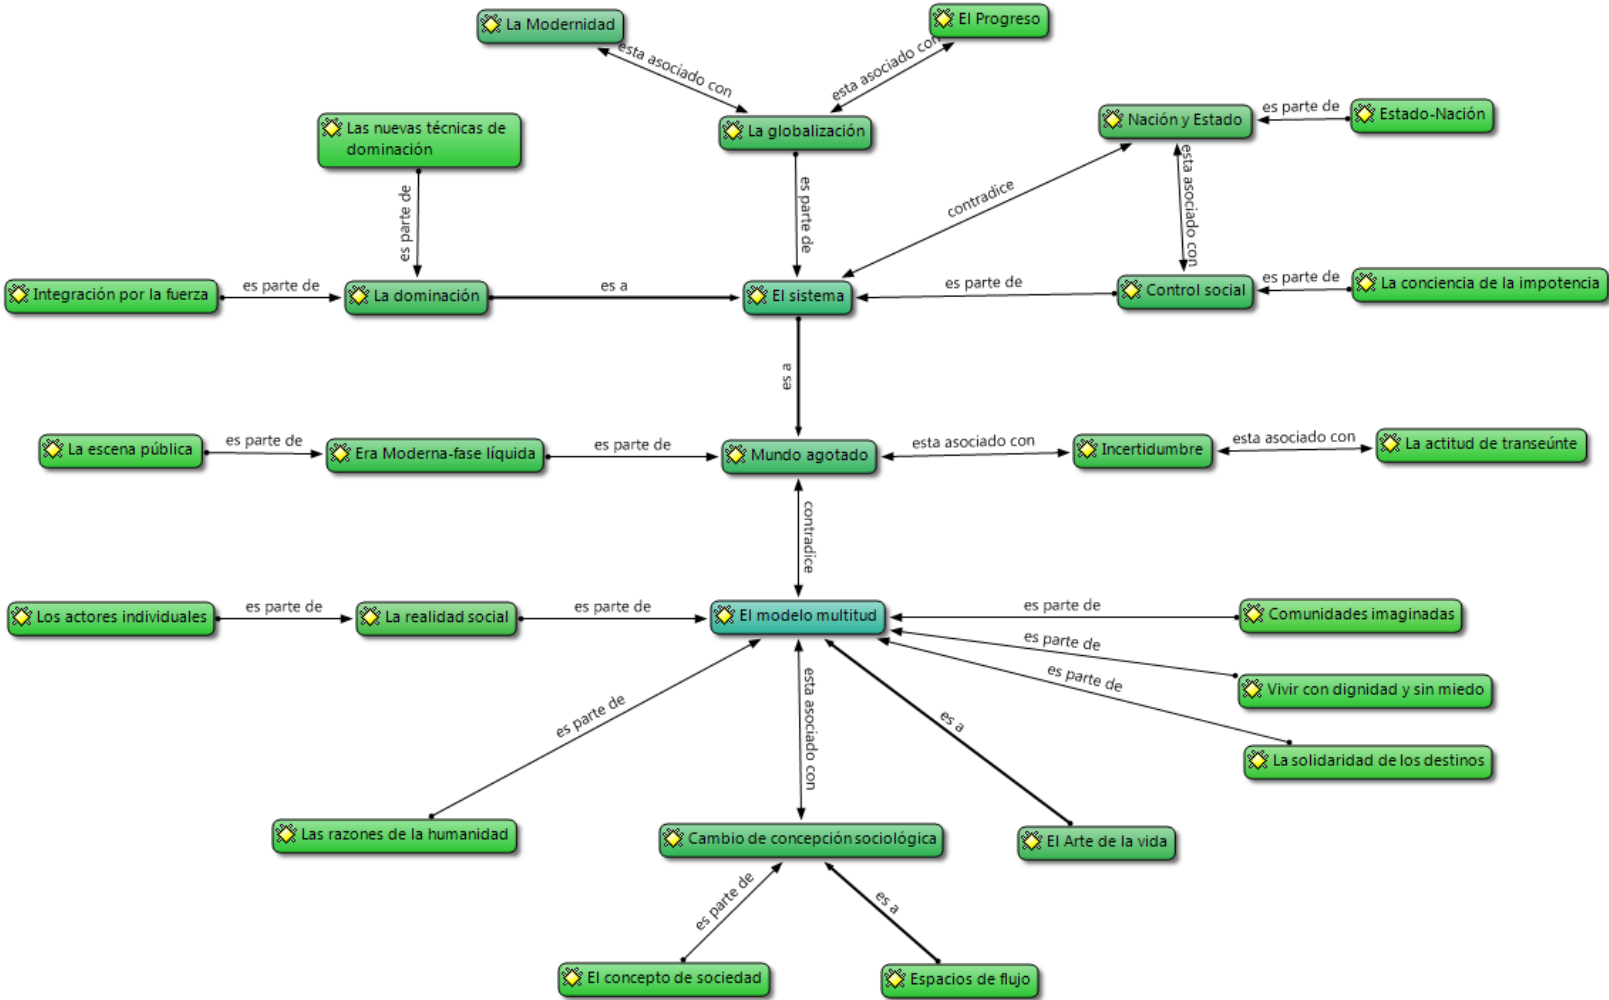 La Modernidad
El Progreso
esta asociado con
esta asociado con
Las nuevas técnicas de
dominación
La globalización
Nación y Estado
es parte de
Estado-Nación
es parte de
es parte de
contradice
esta asociado con
Integración por la fuerza
es parte de
La dominación
es a
El sistema
es parte de
Control social
es parte de
La conciencia de la impotencia
es a
La escena pública
es parte de
Era Moderna-fase líquida
es parte de
Mundo agotado
esta asociado con
Incertidumbre
esta asociado con
La actitud de transeúnte
contradice
Los actores individuales
es parte de
La realidad social
es parte de
El modelo multitud
es parte de
Comunidades imaginadas
es parte de
Vivir con dignidad y sin miedo
es parte de
La solidaridad de los destinos
es parte de
esta asociado con
es a
Las razones de la humanidad
Cambio de concepción sociológica
El Arte de la vida
es parte de
es a
El concepto de sociedad
Espacios de flujo